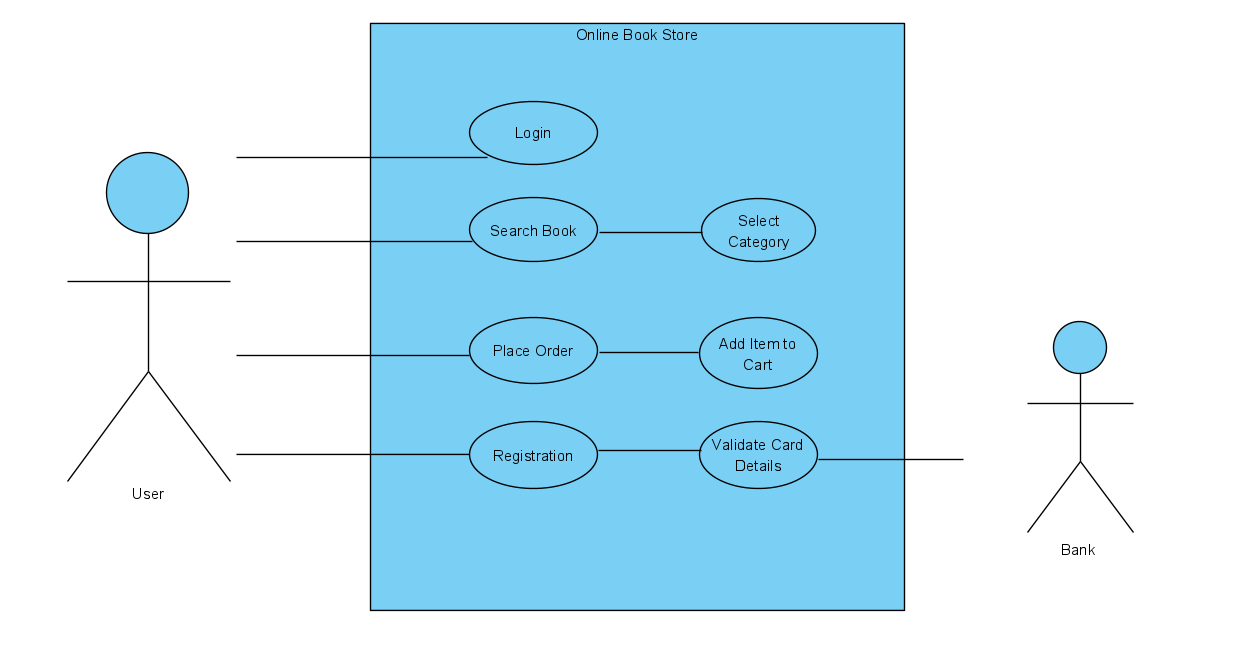 Online Book Store
Login
Search Book
Select
Category
Place Order
Add Item to
Cart
Registration
Validate Card
Details
User
Bank